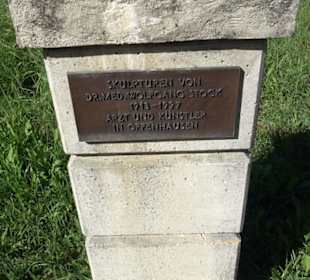 SKULPTUREN VON
DR.MED.WOLFGANG STOCK
1913-1997
ARZT UND KÜNSTLER
IN OFFENHAUSEN